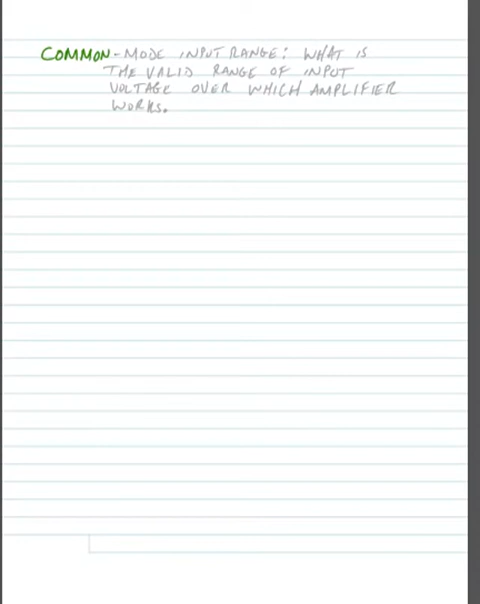 COMMON-MODE INPUT RANGE: WHAT IS
THE VALID RANGE OF INPUT
VOLTAGE OVER WHICH AMPLIFIER
WORKS.